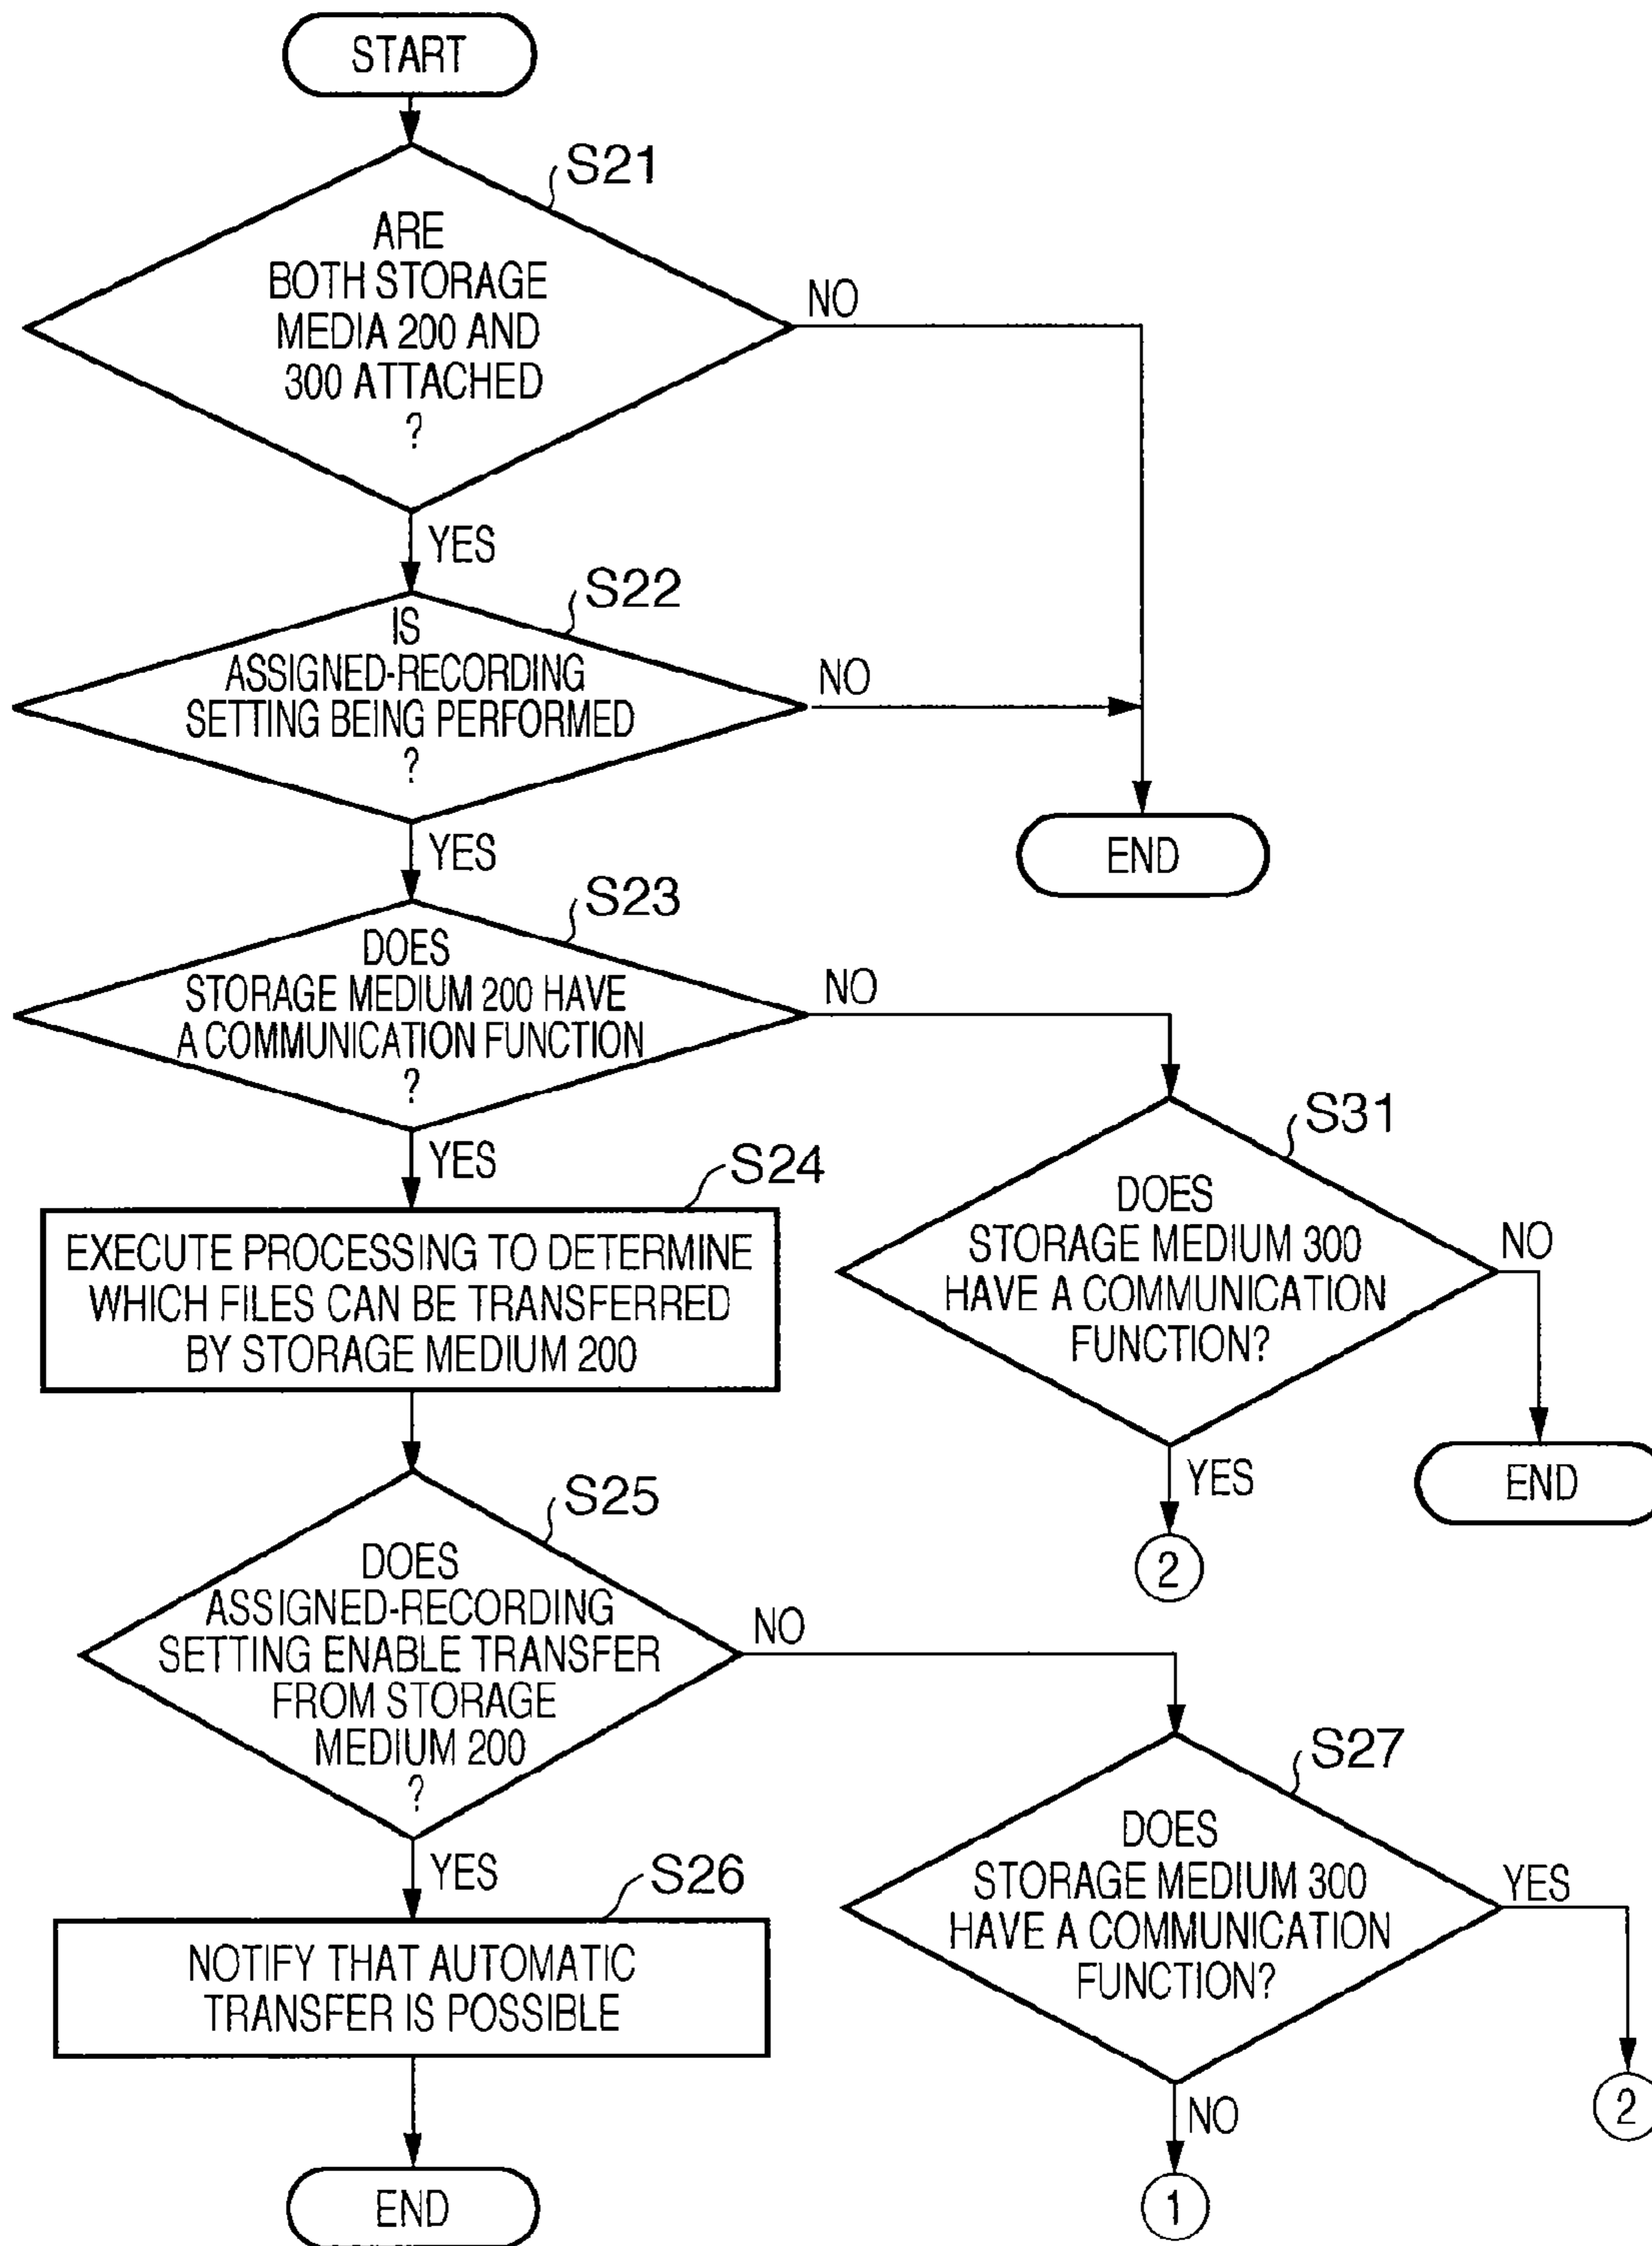 START
S21
ARE
BOTH STORAGE
MEDIA 200 AND
300 ATTACHED
?
NO
YES
S22
IS
ASSIGNED-RECORDING
SETTING BEING PERFORMED
?
NO
YES
END
S23
DOES
STORAGE MEDIUM 200 HAVE
A COMMUNICATION FUNCTION
?
NO
YES
S31
DOES
STORAGE MEDIUM 300
HAVE A COMMUNICATION
FUNCTION?
NO
YES
END
2
S24
EXECUTE PROCESSING TO DETERMINE
WHICH FILES CAN BE TRANSFERRED
BY STORAGE MEDIUM 200
S25
DOES
ASSIGNED-RECORDING
SETTING ENABLE TRANSFER
FROM STORAGE
MEDIUM 200
?
NO
YES
S27
DOES
STORAGE MEDIUM 300
HAVE A COMMUNICATION
FUNCTION?
YES
2
NO
1
S26
NOTIFY THAT AUTOMATIC
TRANSFER IS POSSIBLE
END